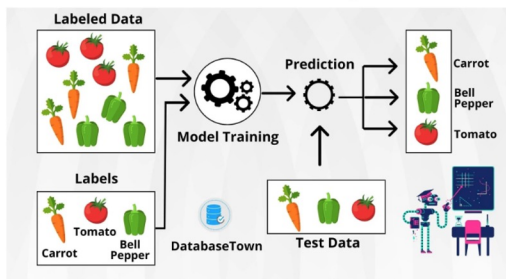 Labeled Data
Prediction
Model Training
Carrot
Bell
Pepper
Tomato
Labels
Tomato
Carrot
Bell
Pepper
DatabaseTown
Test Data